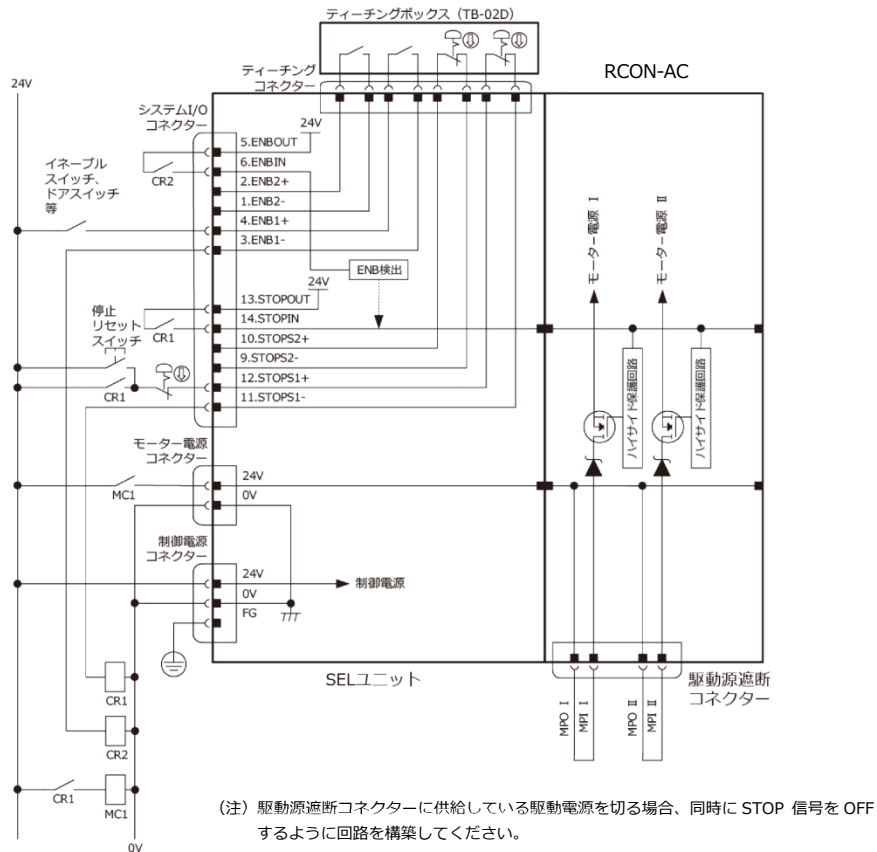 ティーチングボックス（TB-02D）
ティーチング
コネクター
RCON-AC
24V
システムI/O
コネクター
24V
5.ENBOUT
6.ENBIN
2.ENB2+
1.ENB2-
4.ENB1+
3.ENB1-
CR2
イネーブル
スイッチ、
ドアスイッチ
等
ENB検出
24V
13.STOPOUT
14.STOPIN
10.STOPS2+
9.STOPS2-
12.STOPS1+
11.STOPS1-
停止
リセット
スイッチ
CR1
CR1
モーター電源 Ⅰ
モーター電源 Ⅱ
ハイサイド保護回路
ハイサイド保護回路
モーター電源
コネクター
24V
0V
MC1
制御電源
コネクター
24V
0V
FG
制御電源
SELユニット
駆動源遮断
コネクター
MPO Ⅰ
MPI Ⅰ
MPO Ⅱ
MPI Ⅱ
CR1
CR2
CR1
MC1
0V
（注）駆動源遮断コネクターに供給している駆動電源を切る場合、同時に STOP 信号を OFF
するように回路を構築してください。